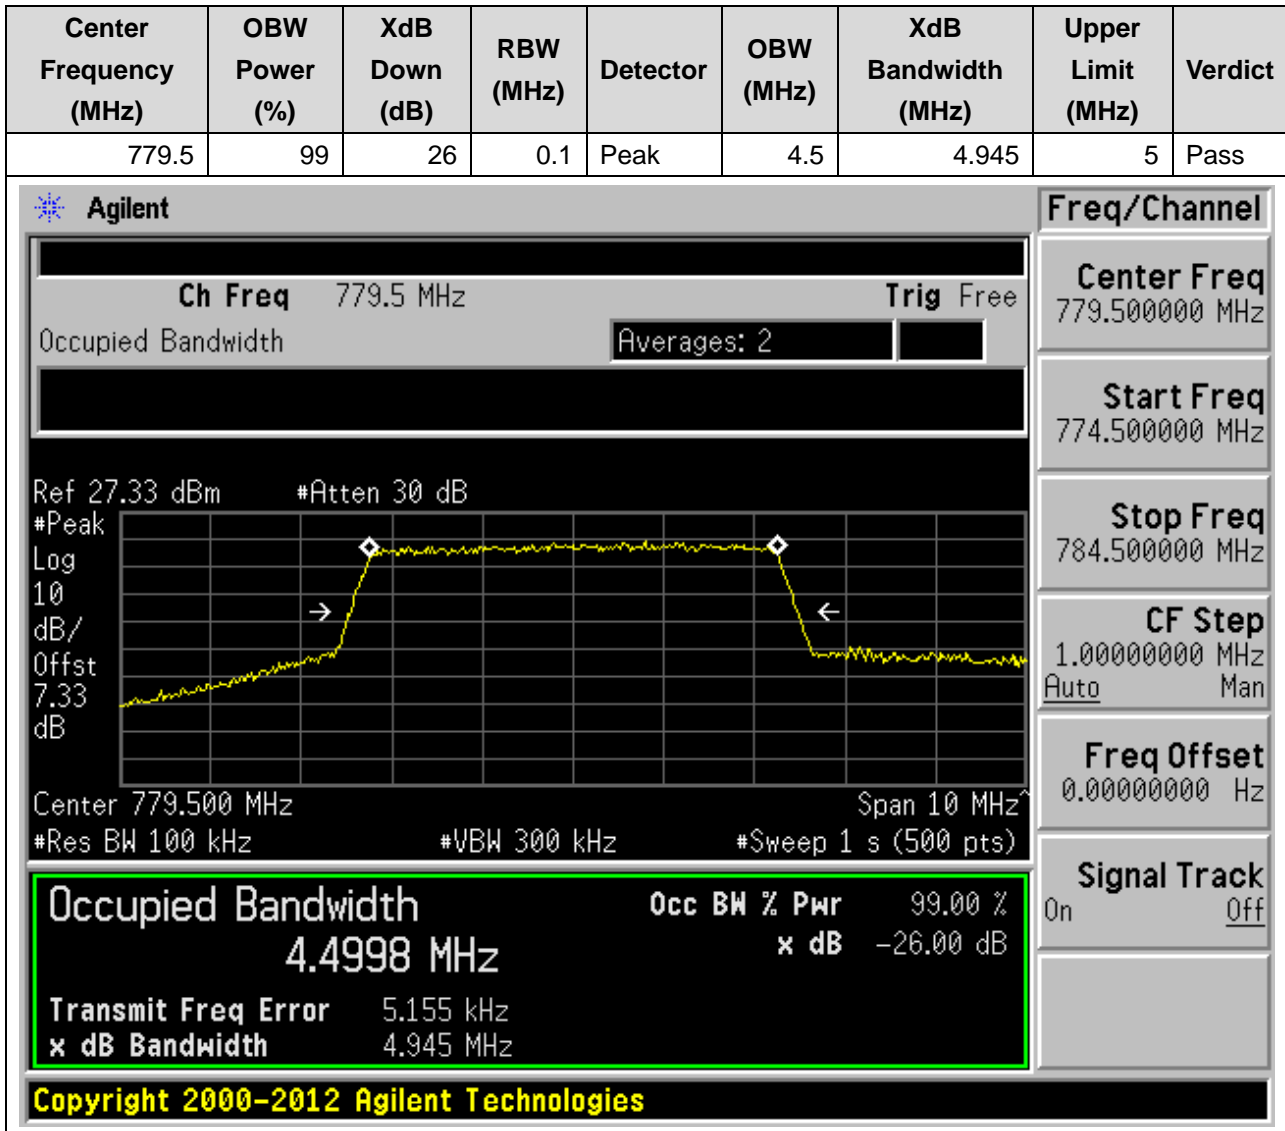 Center Frequency (MHz) OBW Power (%) XdB Down (dB) RBW (MHz) Detector OBW (MHz) XdB Bandwidth (MHz) Upper Limit (MHz) Verdict
779.5 99 26 0.1 Peak 4.5 4.945 5 Pass
Agilent
Freq/Channel
Ch Freq 779.5 MHz Trig Free
Occupied Bandwidth Averages: 2
Center Freq
779.500000 MHz
Start Freq
774.500000 MHz
Stop Freq
784.500000 MHz
CF Step
1.00000000 MHz
Auto Man
Freq Offset
0.00000000 Hz
Signal Track
On Off
Ref 27.33 dBm #Atten 30 dB
#Peak
Log
10
dB/
Offst
7.33
dB
Center 779.500 MHz Span 10 MHz^
#Res BW 100 kHz #VBW 300 kHz #Sweep 1 s (500 pts)
Occupied Bandwidth Occ BW % Pwr 99.00 %
4.4998 MHz x dB -26.00 dB
Transmit Freq Error 5.155 kHz
x dB Bandwidth 4.945 MHz
Copyright 2000-2012 Agilent Technologies